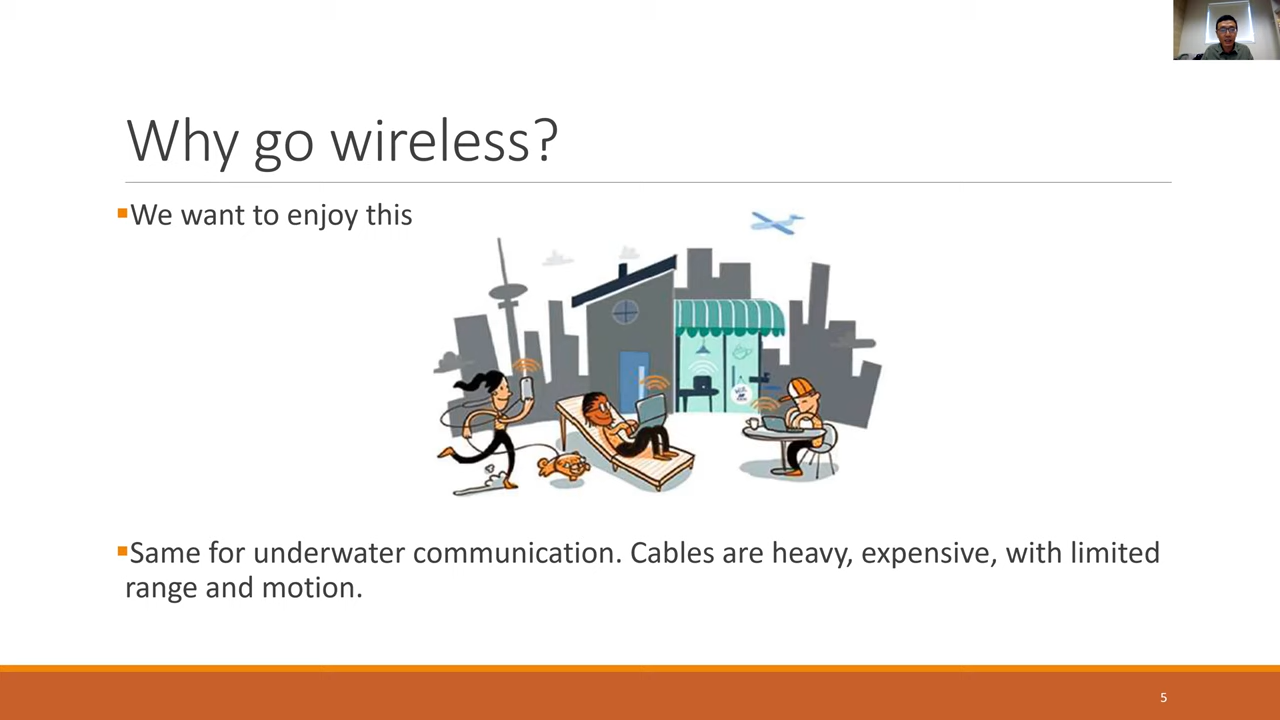 Why go wireless?
▪We want to enjoy this
▪Same for underwater communication. Cables are heavy, expensive, with limited
range and motion.
5